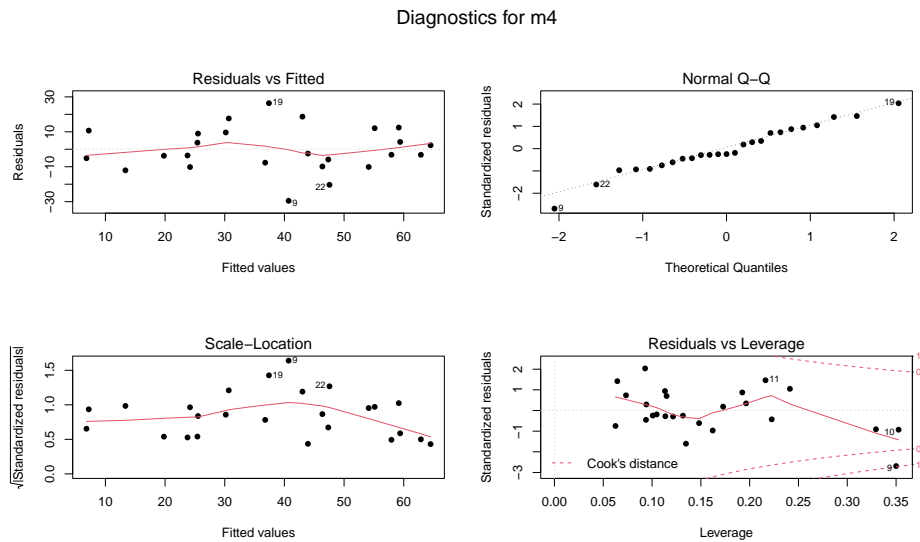 Diagnostics for m4
Residuals vs Fitted
Residuals
30
10
−10
−30
19
22
9
10 20 30 40 50 60
Fitted values
Normal Q−Q
Standardized residuals
2
0
−2
19
22
9
−2 −1 0 1 2
Theoretical Quantiles
Scale−Location
√|Standardized residuals|
1.5
1.0
0.5
0.0
9
19
22
10 20 30 40 50 60
Fitted values
Residuals vs Leverage
Standardized residuals
2
1
−1
−3
11
10
9
Cook's distance
0.00 0.05 0.10 0.15 0.20 0.25 0.30 0.35
Leverage